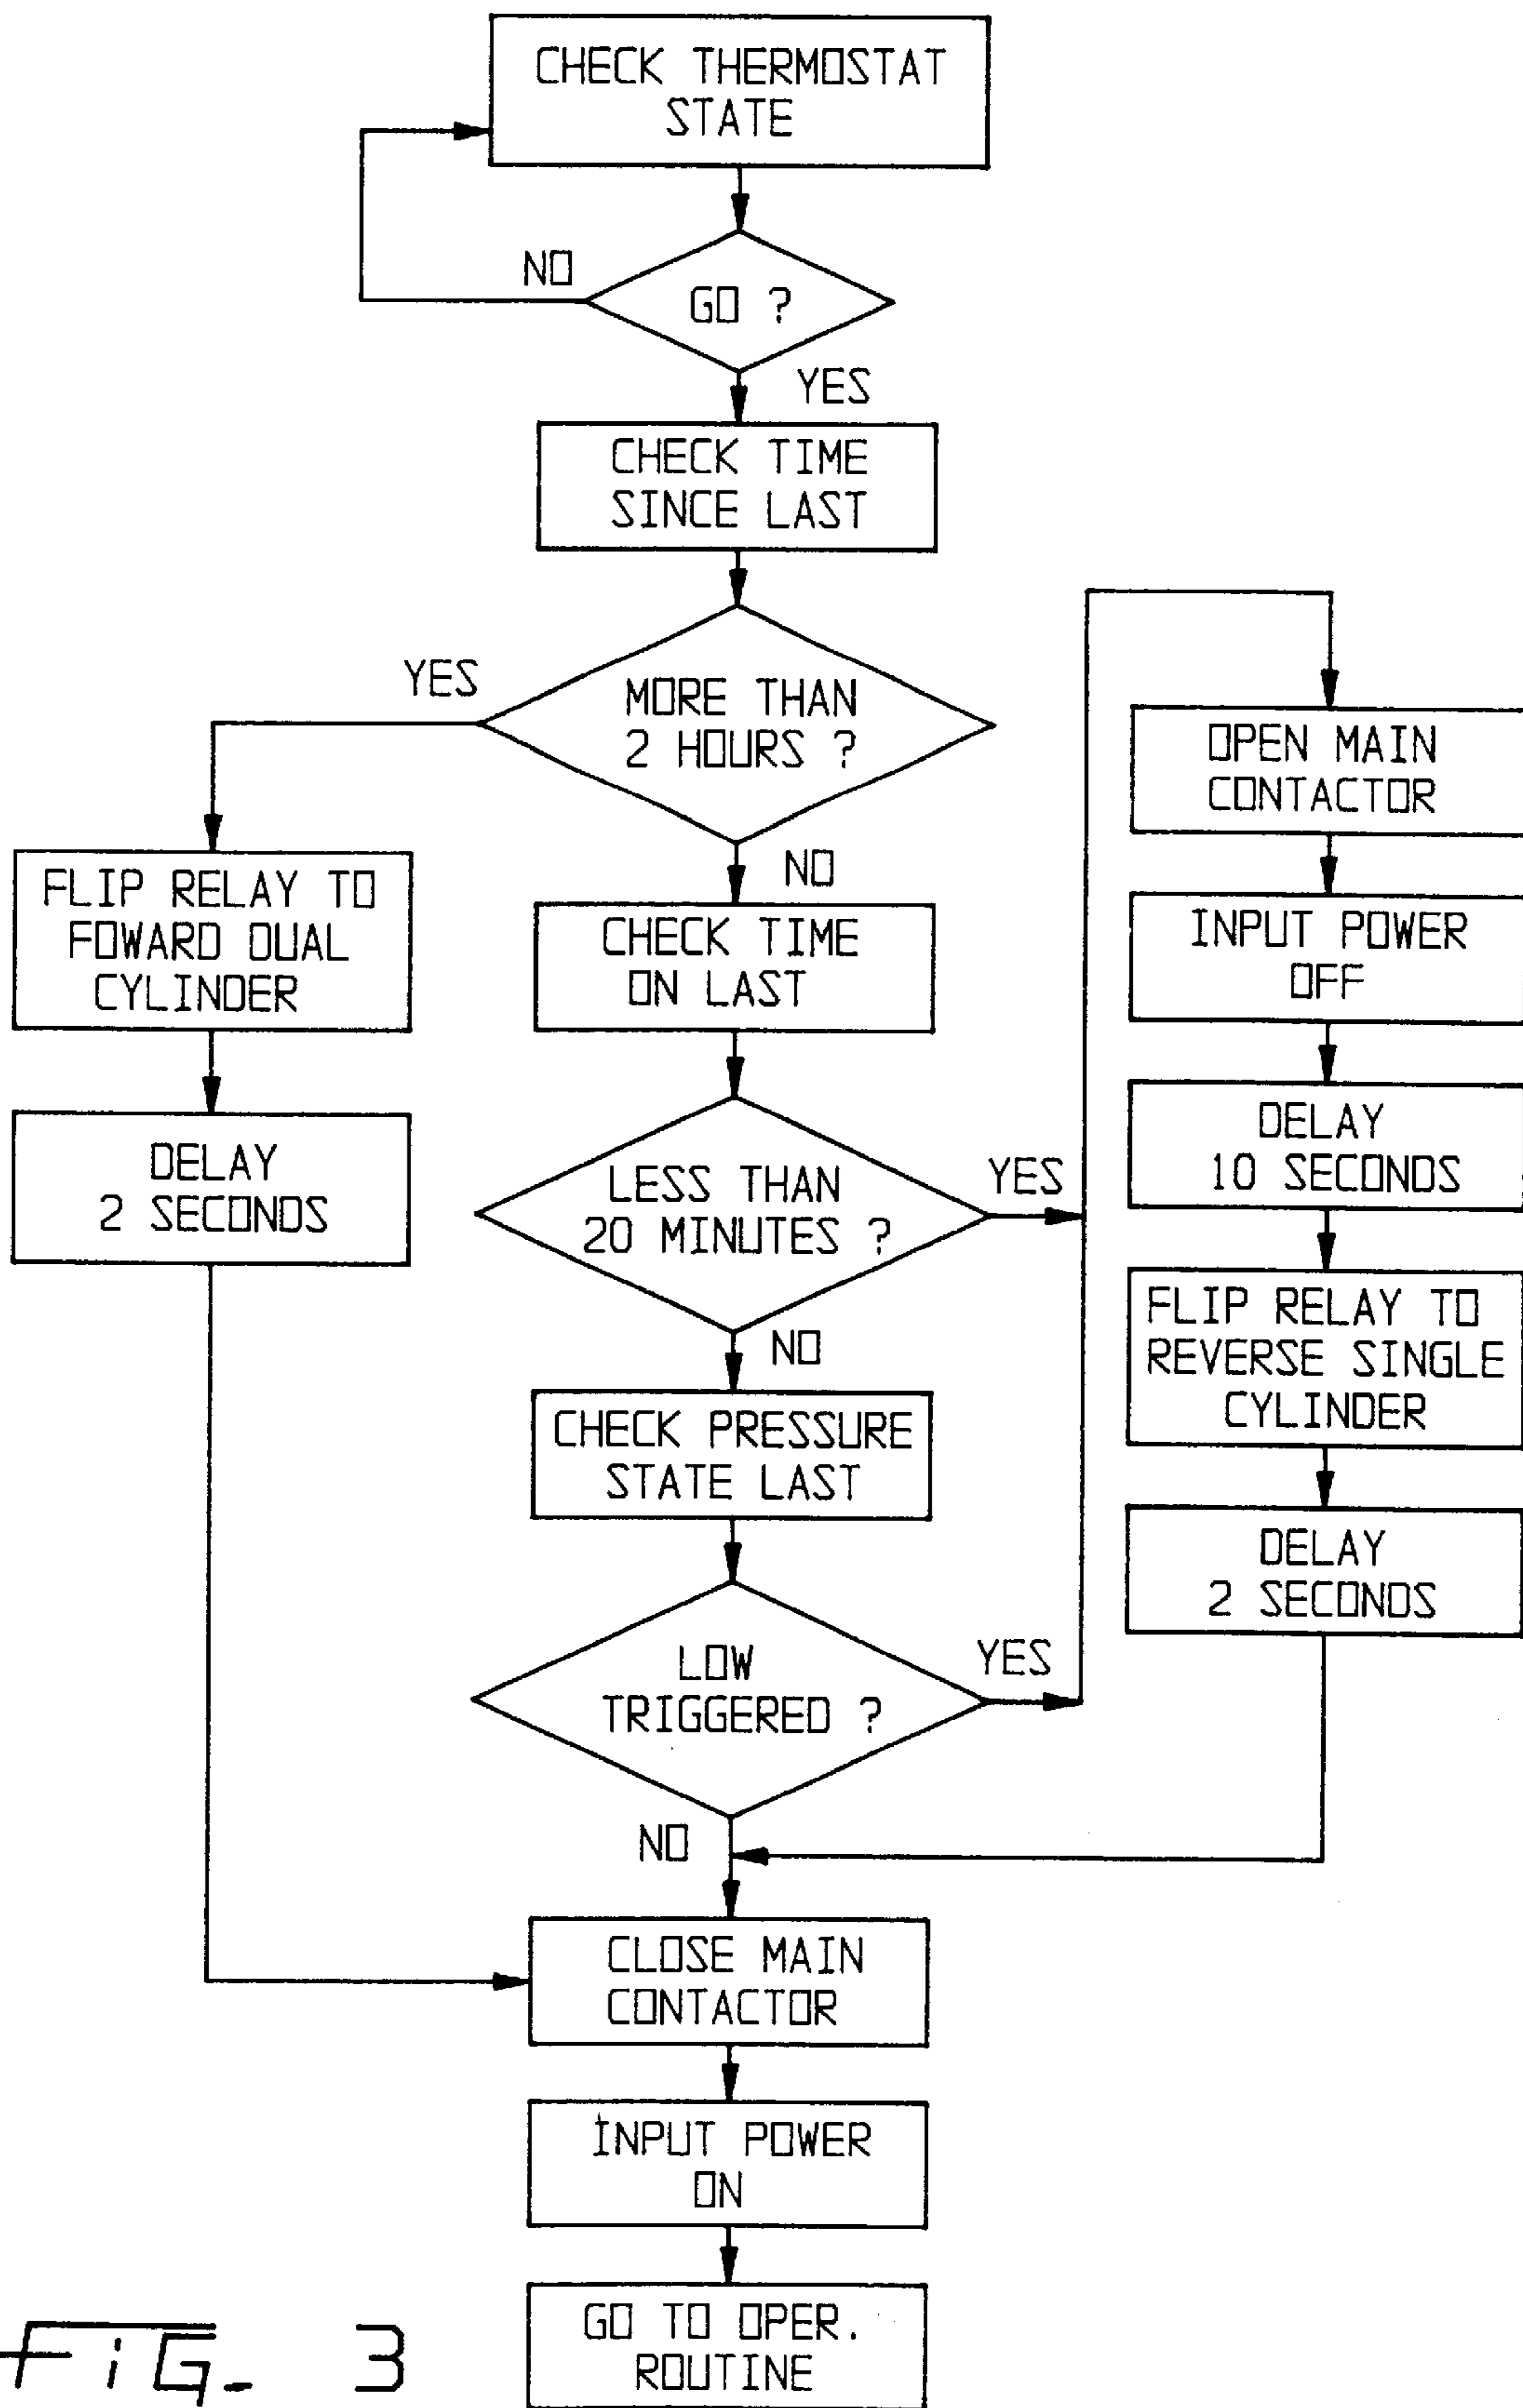 CHECK THERMOSTAT
STATE
NO
GO ?
YES
CHECK TIME
SINCE LAST
YES
MORE THAN
2 HOURS ?
NO
FLIP RELAY TO
FOWARD DUAL
CYLINDER
DELAY
2 SECONDS
CHECK TIME
ON LAST
LESS THAN
20 MINUTES ?
YES
NO
CHECK PRESSURE
STATE LAST
LOW
TRIGGERED ?
YES
NO
OPEN MAIN
CONTACTOR
INPUT POWER
OFF
DELAY
10 SECONDS
FLIP RELAY TO
REVERSE SINGLE
CYLINDER
DELAY
2 SECONDS
CLOSE MAIN
CONTACTOR
INPUT POWER
ON
GO TO OPER.
ROUTINE
FiG. 3